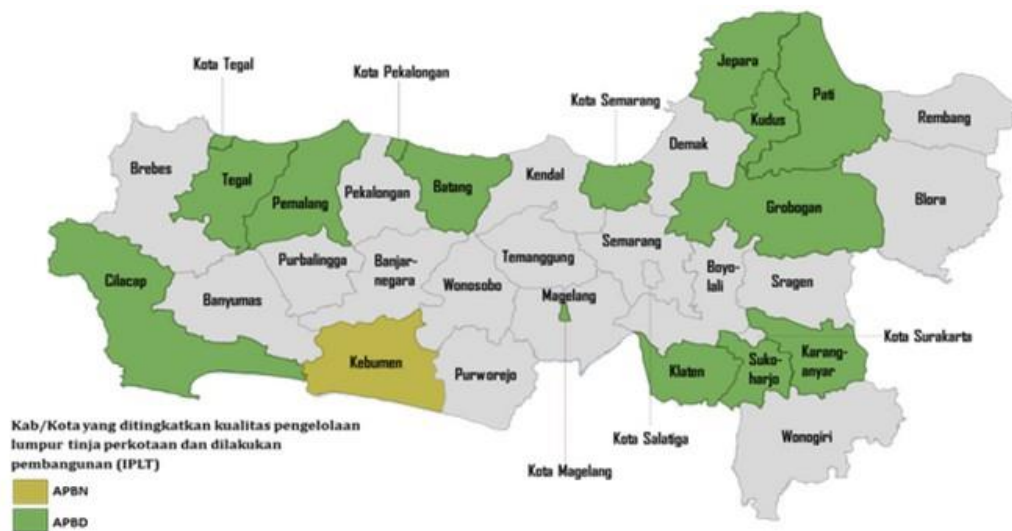 Kota Tegal
Kota Pekalongan
Kota Semarang
Jepara
Pati
Kudus
Rembang
Demak
Brebes
Tegal
Pemalang
Pekalongan
Batang
Kendal
Grobogan
Blora
Cilacap
Purbalingga
Banjar-
negara
Wonosobo
Temanggung
Semarang
Boyo-
lali
Sragen
Banyumas
Magelang
Kebumen
Purworejo
Klaten
Suko-
harjo
Karang-
anyar
Kota Surakarta
Kota Salatiga
Kota Magelang
Wonogiri
Kab/Kota yang ditingkatkan kualitas pengelolaan
lumpur tinja perkotaan dan dilakukan
pembangunan (IPLT)
APBN
APBD